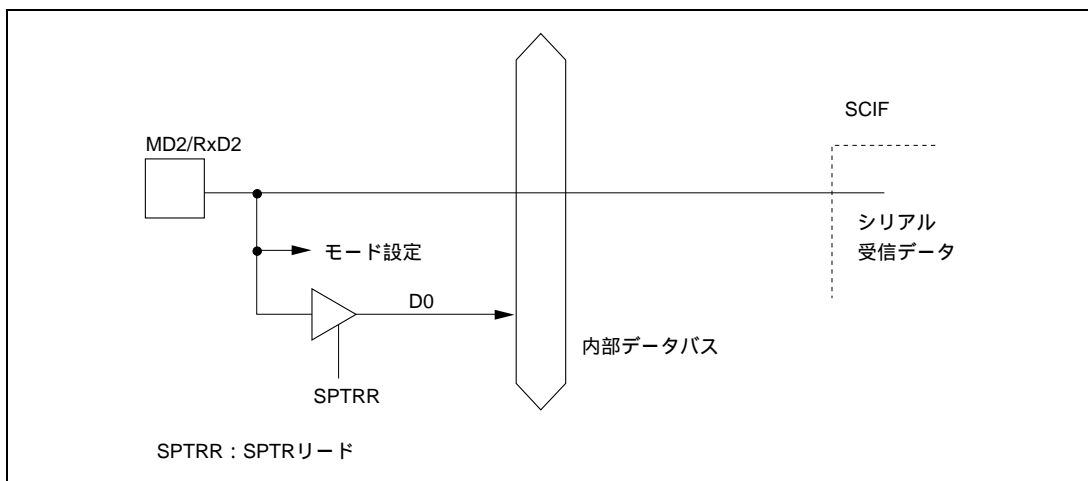 SCIF
MD2/RxD2
シリアル
受信データ
モード設定
D0
内部データバス
SPTRR
SPTRR：SPTRリード